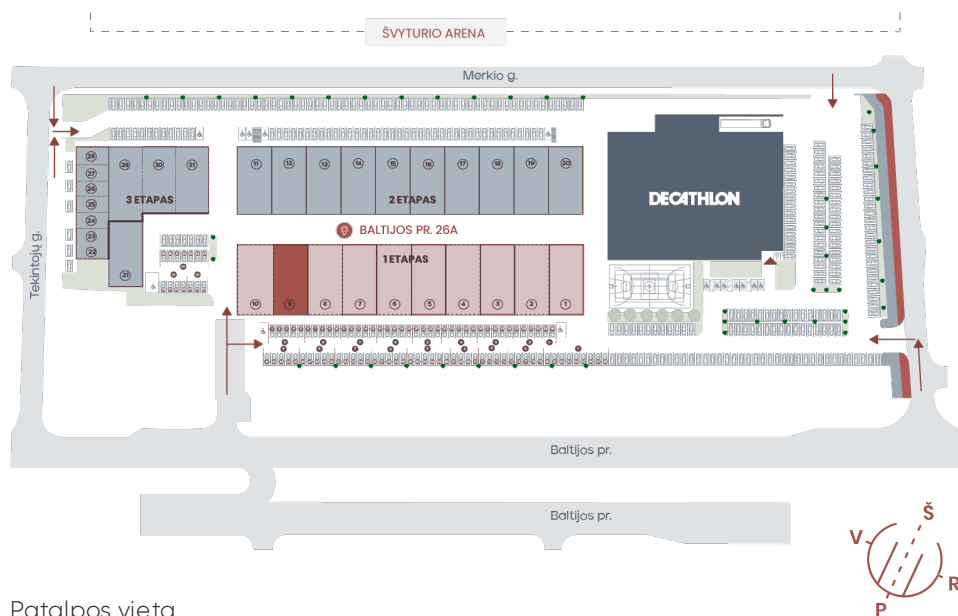 ŠVYTURIO ARENA
Merkio g.
28
27
26
25
24
23
22
29
30
31
3 ETAPAS
21
11
12
13
14
15
16
17
18
19
20
2 ETAPAS
DECATHLON
BALTIJOS PR. 26A
1 ETAPAS
10
9
8
7
6
5
4
3
2
1
Tekintojų g.
Baltijos pr.
Baltijos pr.
Š
V
R
P
Patalpos vieta